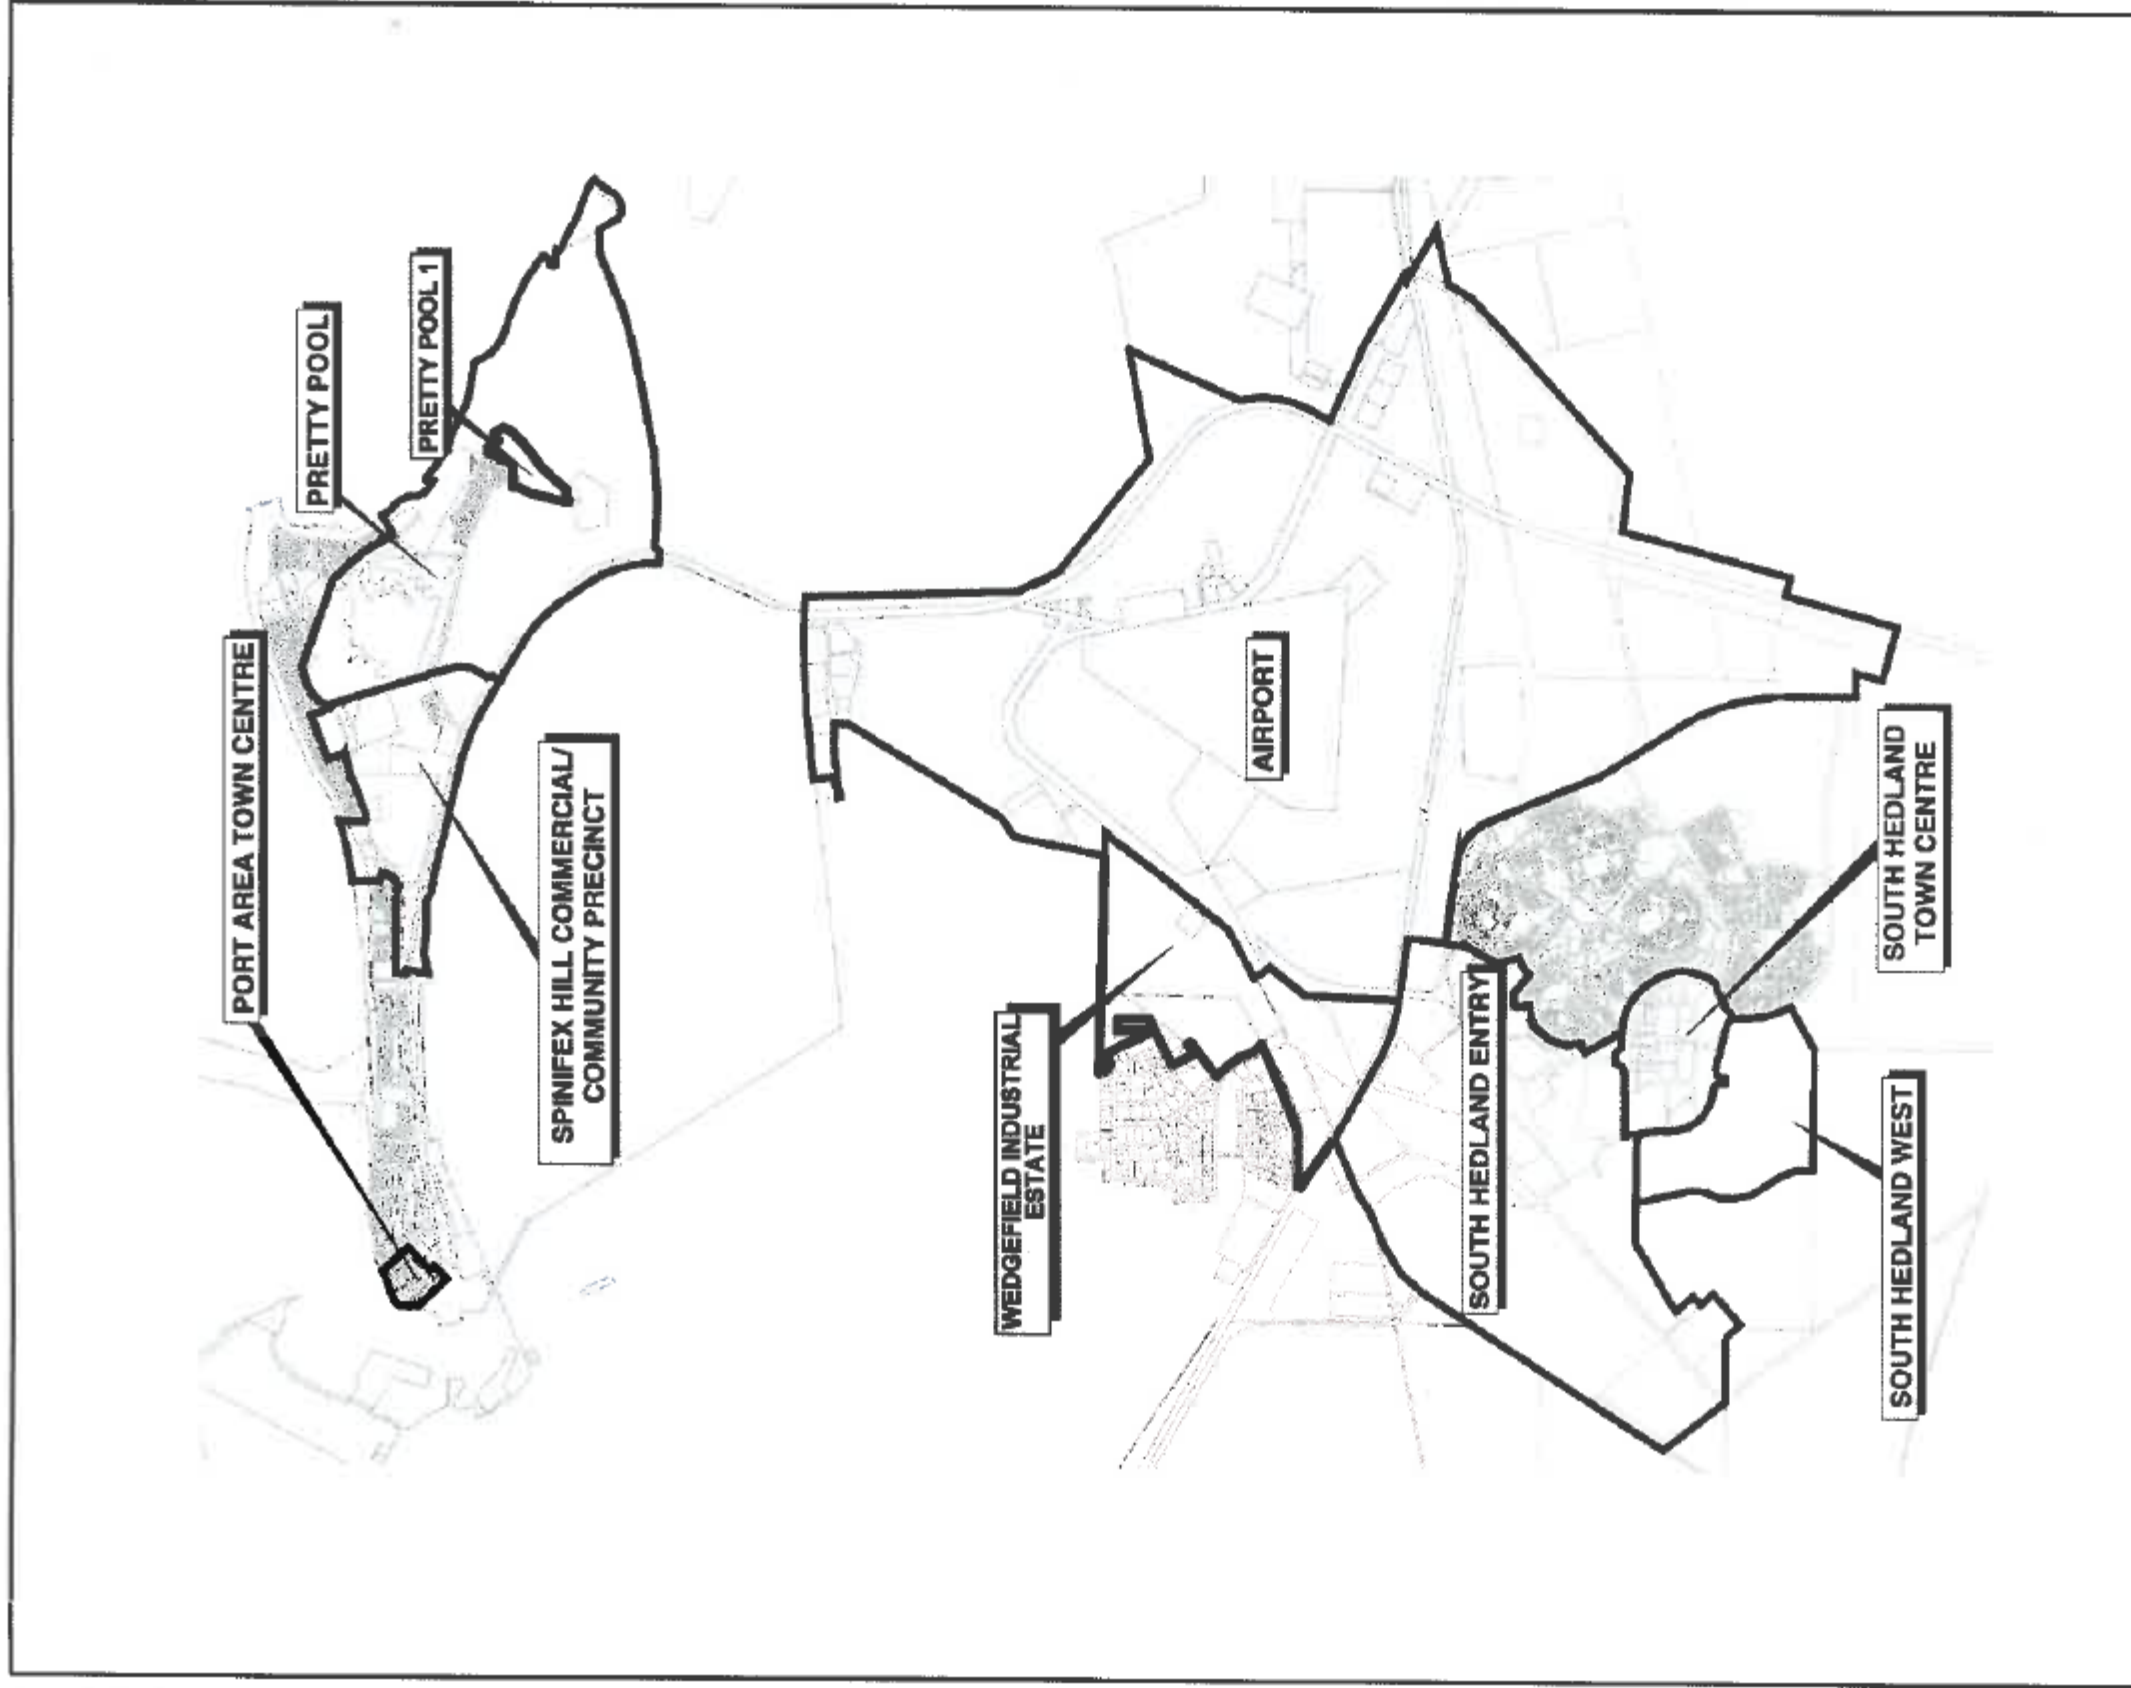 PORT AREA TOWN CENTRE
PRETTY POOL
PRETTY POOL 1
SPINIFEX HILL COMMERCIAL/
COMMUNITY PRECINCT
WEDGEFIELD INDUSTRIAL
ESTATE
AIRPORT
SOUTH HEDLAND ENTRY
SOUTH HEDLAND
TOWN CENTRE
SOUTH HEDLAND WEST